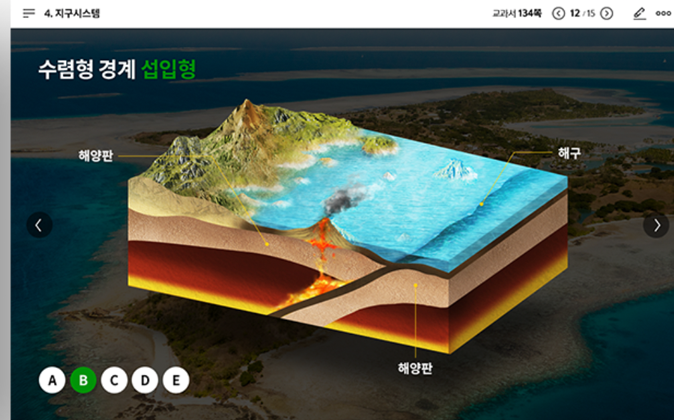 4. 지구시스템
교과서 134쪽
12 / 15
수렴형 경계 섭입형
해양판
해구
해양판
A B C D E